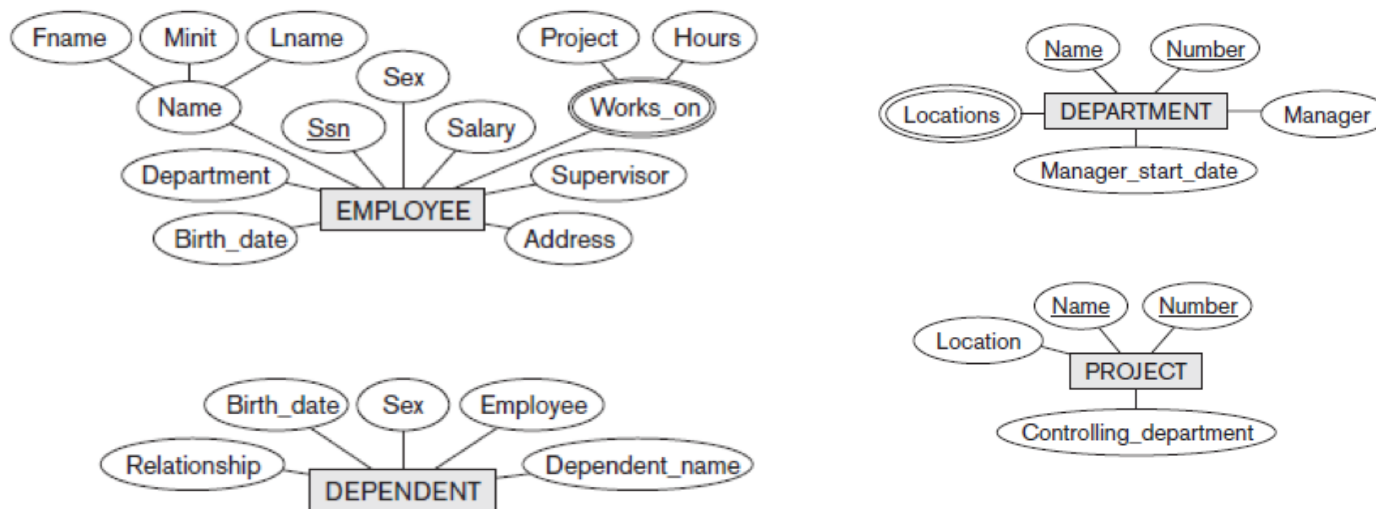 Fname
Minit
Lname
Name
Sex
Project
Hours
Works_on
Ssn
Salary
Department
Supervisor
EMPLOYEE
Birth_date
Address
Name
Number
Locations
DEPARTMENT
Manager
Manager_start_date
Name
Number
Location
PROJECT
Controlling_department
Birth_date
Sex
Employee
Relationship
Dependent_name
DEPENDENT